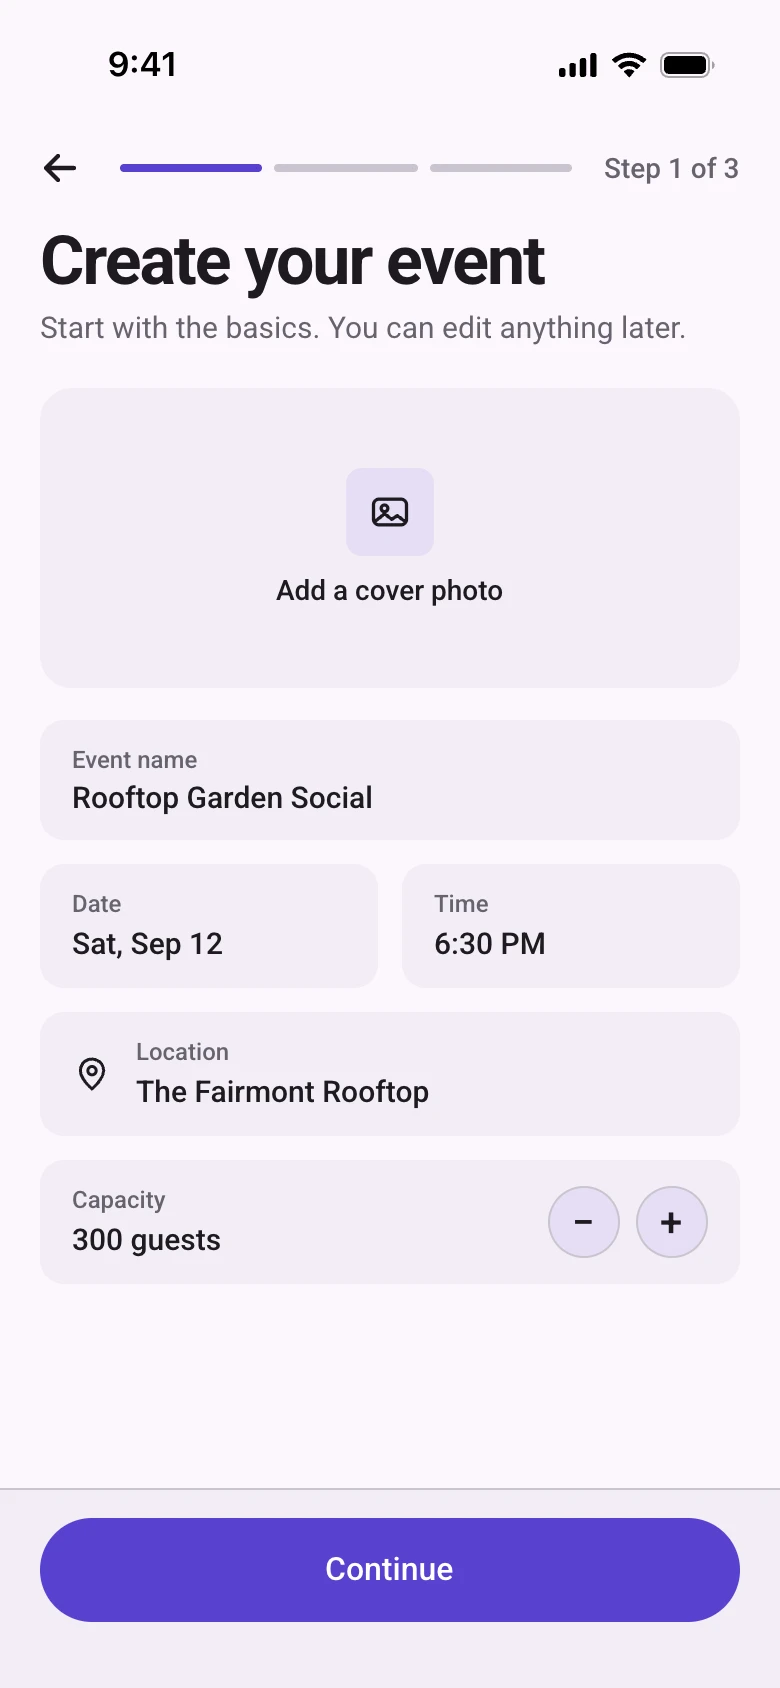 9:41
Step 1 of 3
Create your event
Start with the basics. You can edit anything later.
Add a cover photo
Event name
Rooftop Garden Social
Date
Sat, Sep 12
Time
6:30 PM
Location
The Fairmont Rooftop
Capacity
300 guests
Continue